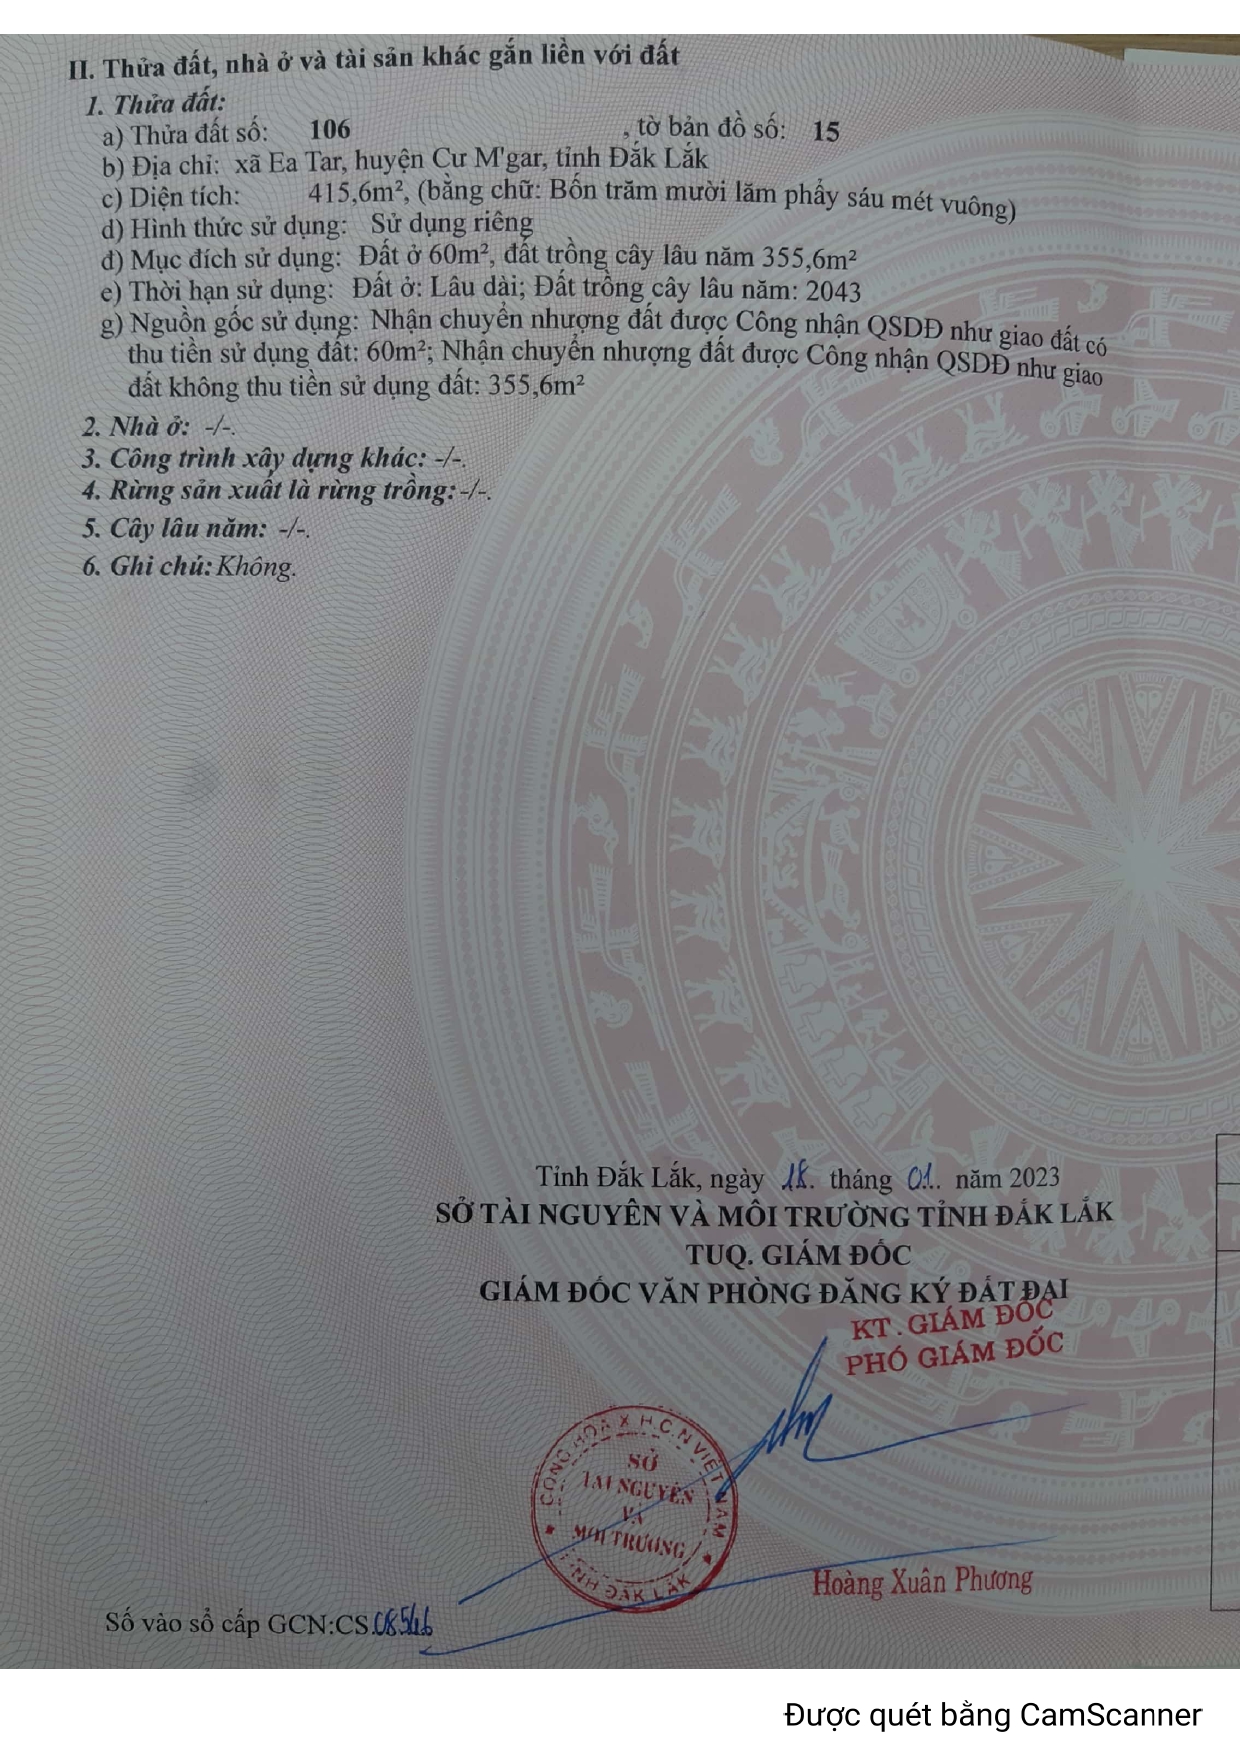 II. Thửa đất, nhà ở và tài sản khác gắn liền với đất
1. Thửa đất:
a) Thửa đất số: 106 , tờ bản đồ số: 15
b) Địa chỉ: xã Ea Tar, huyện Cư M'gar, tỉnh Đắk Lắk
c) Diện tích: 415,6m², (bằng chữ: Bốn trăm mười lăm phẩy sáu mét vuông)
d) Hình thức sử dụng: Sử dụng riêng
đ) Mục đích sử dụng: Đất ở 60m², đất trồng cây lâu năm 355,6m²
e) Thời hạn sử dụng: Đất ở: Lâu dài; Đất trồng cây lâu năm: 2043
g) Nguồn gốc sử dụng: Nhận chuyển nhượng đất được Công nhận QSDĐ như giao đất có
thu tiền sử dụng đất: 60m²; Nhận chuyển nhượng đất được Công nhận QSDĐ như giao
đất không thu tiền sử dụng đất: 355,6m²
2. Nhà ở: -/-.
3. Công trình xây dựng khác: -/-.
4. Rừng sản xuất là rừng trồng: -/-.
5. Cây lâu năm: -/-.
6. Ghi chú: Không.
Tỉnh Đắk Lắk, ngày 18. tháng 01. năm 2023
SỞ TÀI NGUYÊN VÀ MÔI TRƯỜNG TỈNH ĐẮK LẮK
TUQ. GIÁM ĐỐC
GIÁM ĐỐC VĂN PHÒNG ĐĂNG KÝ ĐẤT ĐAI
KT. GIÁM ĐỐC
PHÓ GIÁM ĐỐC
CỘNG HOÀ X.H.C.N VIỆT NAM
SỞ
TÀI NGUYÊN
VÀ
MÔI TRƯỜNG
TỈNH ĐẮK LẮK
Hoàng Xuân Phương
Số vào sổ cấp GCN:CS.08546
Được quét bằng CamScanner